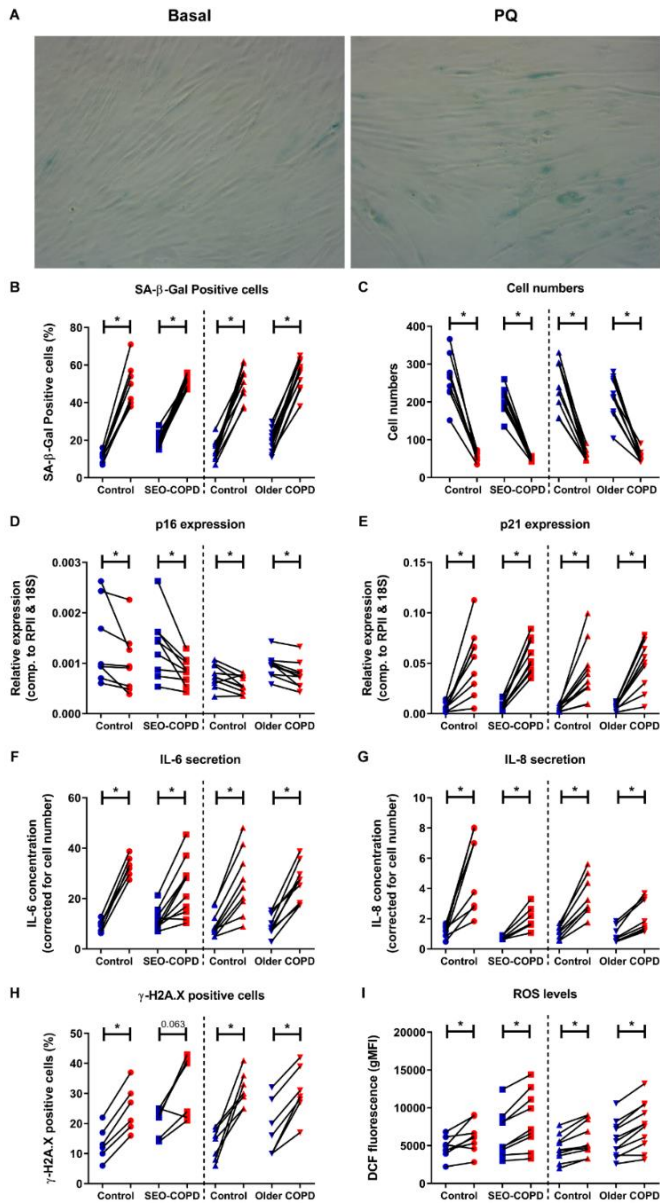 A Basal PQ
B SA-β-Gal Positive cells
SA-β-Gal Positive cells (%)
80
60
40
20
0
* * * *
Control SEO-COPD Control Older COPD
C Cell numbers
Cell numbers
400
300
200
100
0
* * * *
Control SEO-COPD Control Older COPD
D p16 expression
Relative expression
(comp. to RPII & 18S)
0.003
0.002
0.001
0.000
* * * *
Control SEO-COPD Control Older COPD
E p21 expression
Relative expression
(comp. to RPII & 18S)
0.15
0.10
0.05
0.00
* * * *
Control SEO-COPD Control Older COPD
F IL-6 secretion
IL-6 concentration
(corrected for cell number)
60
40
20
0
* * * *
Control SEO-COPD Control Older COPD
G IL-8 secretion
IL-8 concentration
(corrected for cell number)
10
8
6
4
2
0
* * * *
Control SEO-COPD Control Older COPD
H γ-H2A.X positive cells
γ-H2A.X positive cells (%)
50
40
30
20
10
0
* 0.063 * *
Control SEO-COPD Control Older COPD
I ROS levels
DCF fluorescence (gMFI)
20000
15000
10000
5000
0
* * * *
Control SEO-COPD Control Older COPD